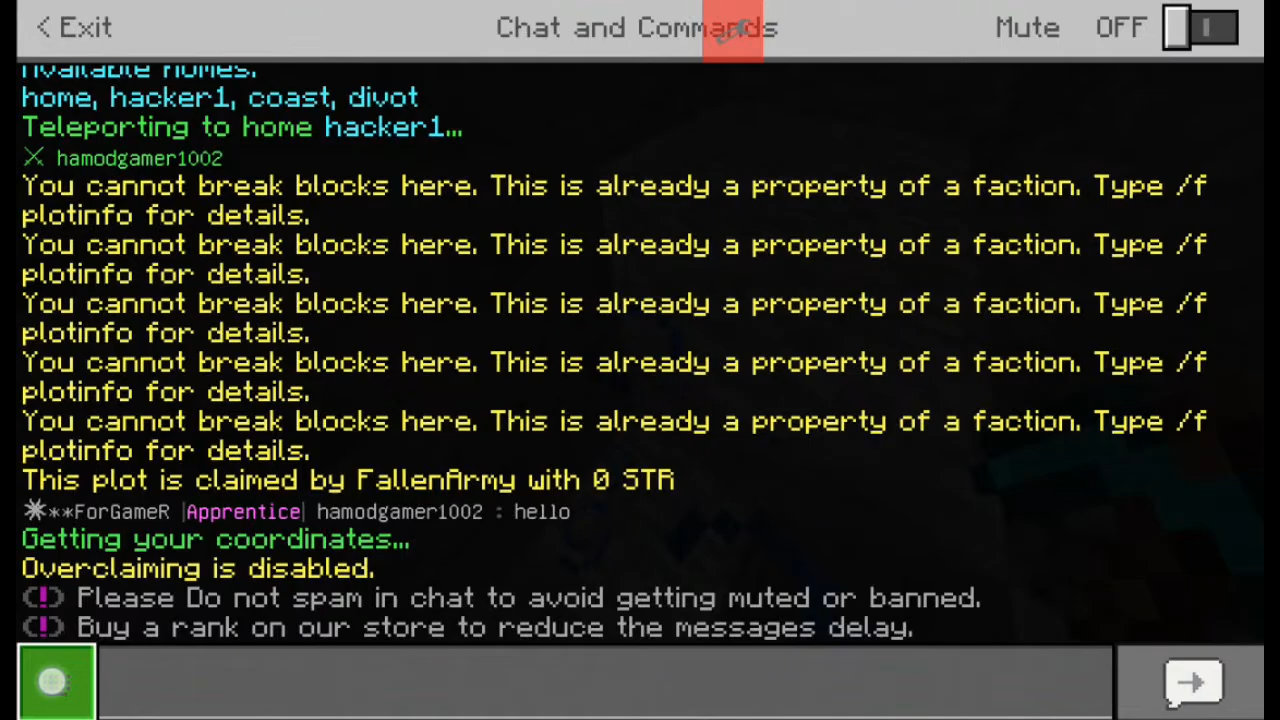 < Exit
Chat and Commands
Mute OFF
Available homes:
home, hacker1, coast, divot
Teleporting to home hacker1...
hamodgamer1002
You cannot break blocks here. This is already a property of a faction. Type /f
plotinfo for details.
You cannot break blocks here. This is already a property of a faction. Type /f
plotinfo for details.
You cannot break blocks here. This is already a property of a faction. Type /f
plotinfo for details.
You cannot break blocks here. This is already a property of a faction. Type /f
plotinfo for details.
You cannot break blocks here. This is already a property of a faction. Type /f
plotinfo for details.
This plot is claimed by FallenArmy with 0 STR
**ForGameR |Apprentice| hamodgamer1002 : hello
Getting your coordinates...
Overclaiming is disabled.
(!) Please Do not spam in chat to avoid getting muted or banned.
(!) Buy a rank on our store to reduce the messages delay.